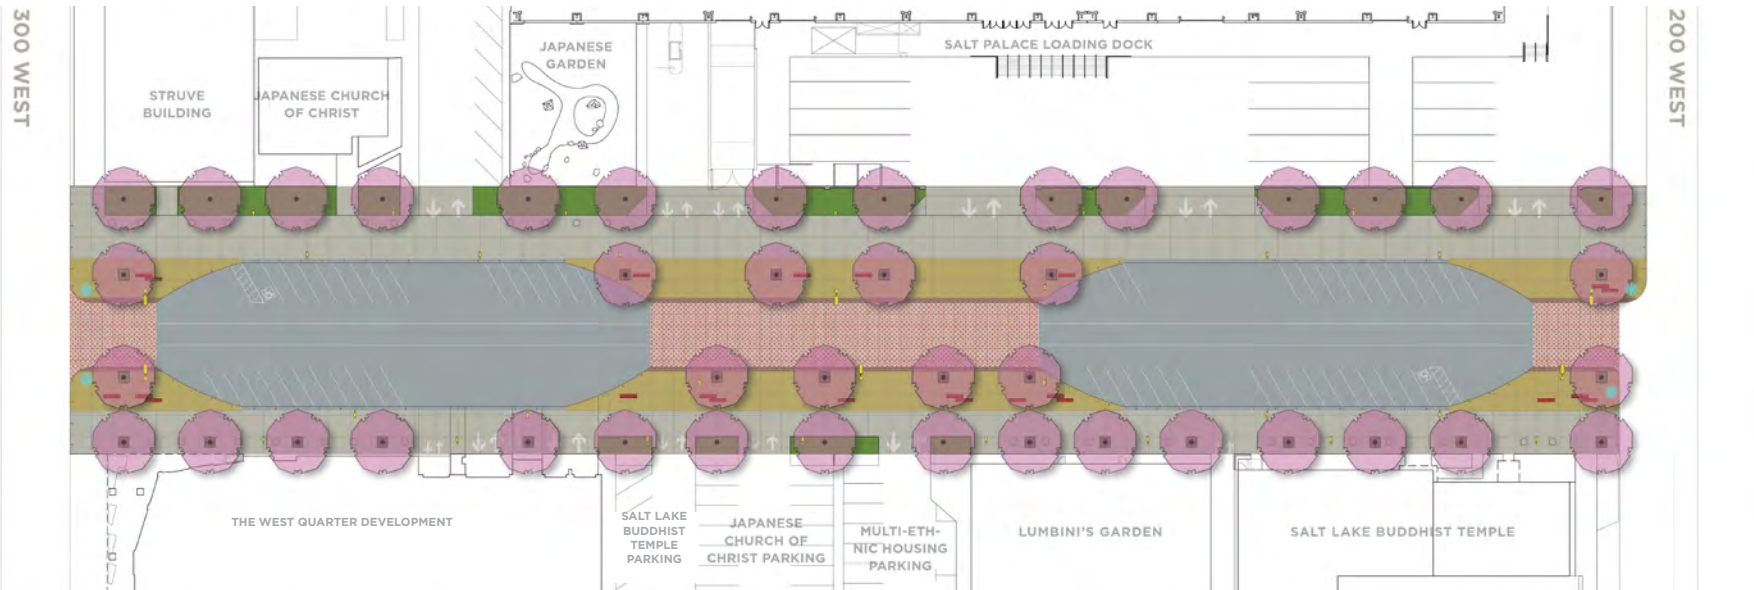 300 WEST
STRUVE
BUILDING
JAPANESE CHURCH
OF CHRIST
JAPANESE
GARDEN
SALT PALACE LOADING DOCK
200 WEST
THE WEST QUARTER DEVELOPMENT
SALT LAKE
BUDDHIST
TEMPLE
PARKING
JAPANESE
CHURCH OF
CHRIST PARKING
MULTI-ETH-
NIC HOUSING
PARKING
LUMBINI'S GARDEN
SALT LAKE BUDDHIST TEMPLE